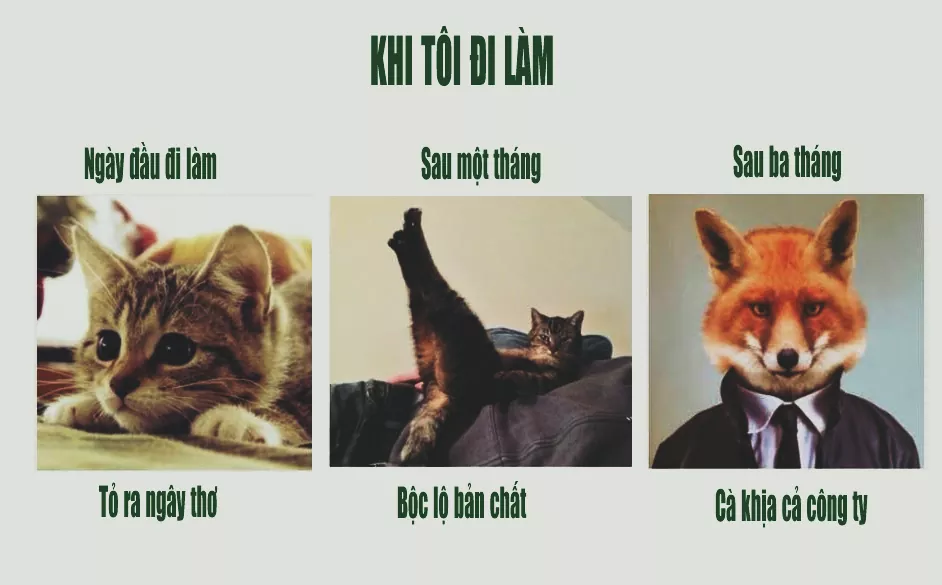 KHI TÔI ĐI LÀM
Ngày đầu đi làm
Sau một tháng
Sau ba tháng
Tỏ ra ngây thơ
Bộc lộ bản chất
Cà khịa cả công ty